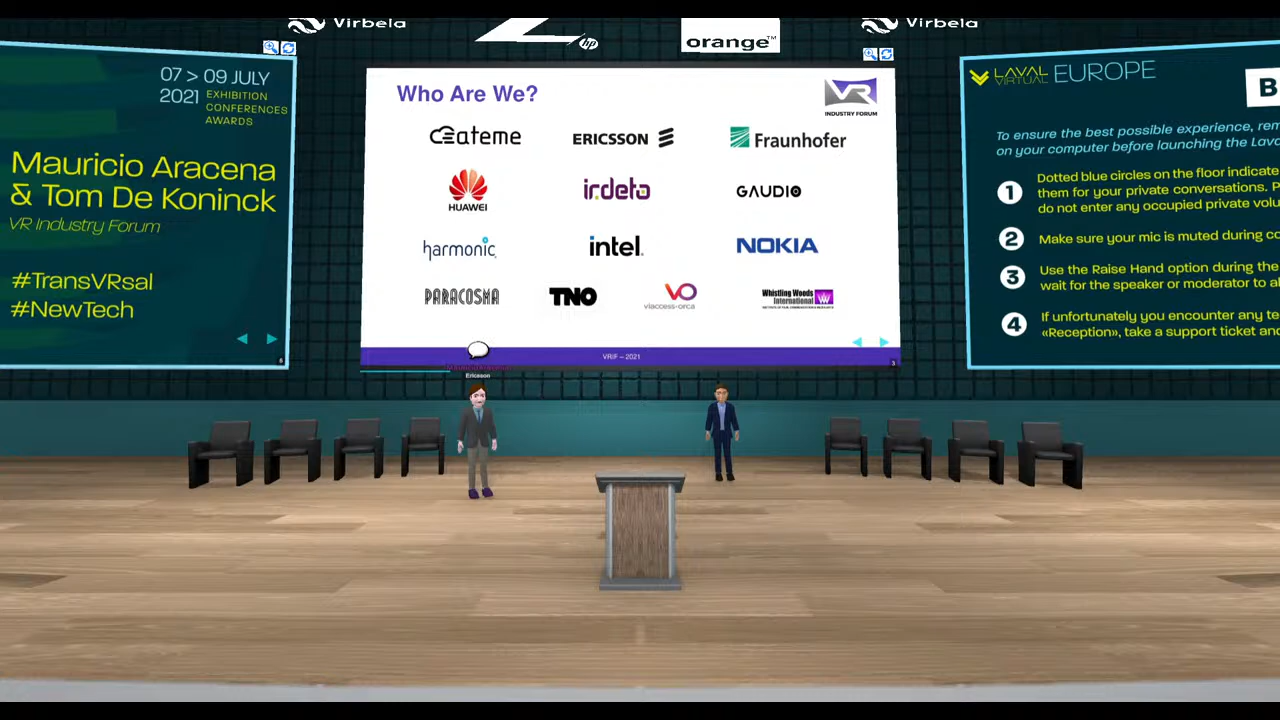 Virbela
hp
orange™
Virbela
07 > 09 JULY
2021 EXHIBITION
CONFERENCES
AWARDS
Mauricio Aracena
& Tom De Koninck
VR Industry Forum
#TransVRsal
#NewTech
8
Who Are We?
VR
INDUSTRY FORUM
ateme
ERICSSON
Fraunhofer
HUAWEI
irdeto
GAUDIO
harmonic
intel.
NOKIA
PARACOSMA
TNO
VO
viaccess-orca
Whistling Woods
International
VRIF – 2021
3
Ericsson
LAVAL
VIRTUAL EUROPE
B
To ensure the best possible experience, rem
on your computer before launching the Lava
1 Dotted blue circles on the floor indicate
them for your private conversations. P
do not enter any occupied private volu
2 Make sure your mic is muted during co
3 Use the Raise Hand option during the
wait for the speaker or moderator to al
4 If unfortunately you encounter any te
«Reception», take a support ticket and